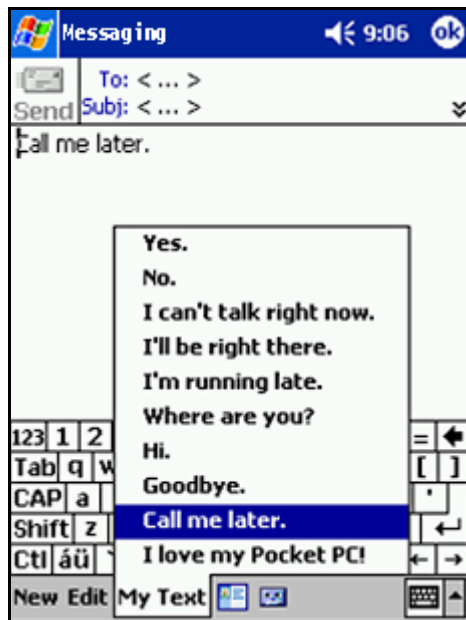 Messaging 9:06 ok
To: < ... >
Send Subj: < ... >
Call me later.
Yes.
No.
I can't talk right now.
I'll be right there.
I'm running late.
Where are you?
Hi.
Goodbye.
Call me later.
I love my Pocket PC!
123 1 2 =
Tab q w [ ]
CAP a '
Shift z
Ctl áü `
New Edit My Text